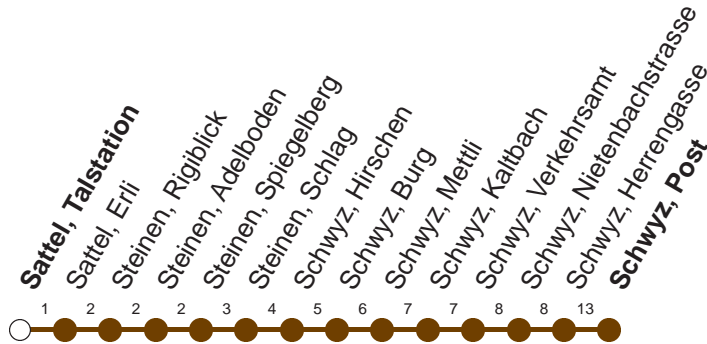 Sattel, Talstation
Sattel, Erli
Steinen, Rigiblick
Steinen, Adelboden
Steinen, Spiegelberg
Steinen, Schlag
Schwyz, Hirschen
Schwyz, Burg
Schwyz, Mettli
Schwyz, Kaltbach
Schwyz, Verkehrsamt
Schwyz, Nietenbachstrasse
Schwyz, Herrengasse
Schwyz, Post
1 2 2 2 3 4 5 6 7 7 8 8 13